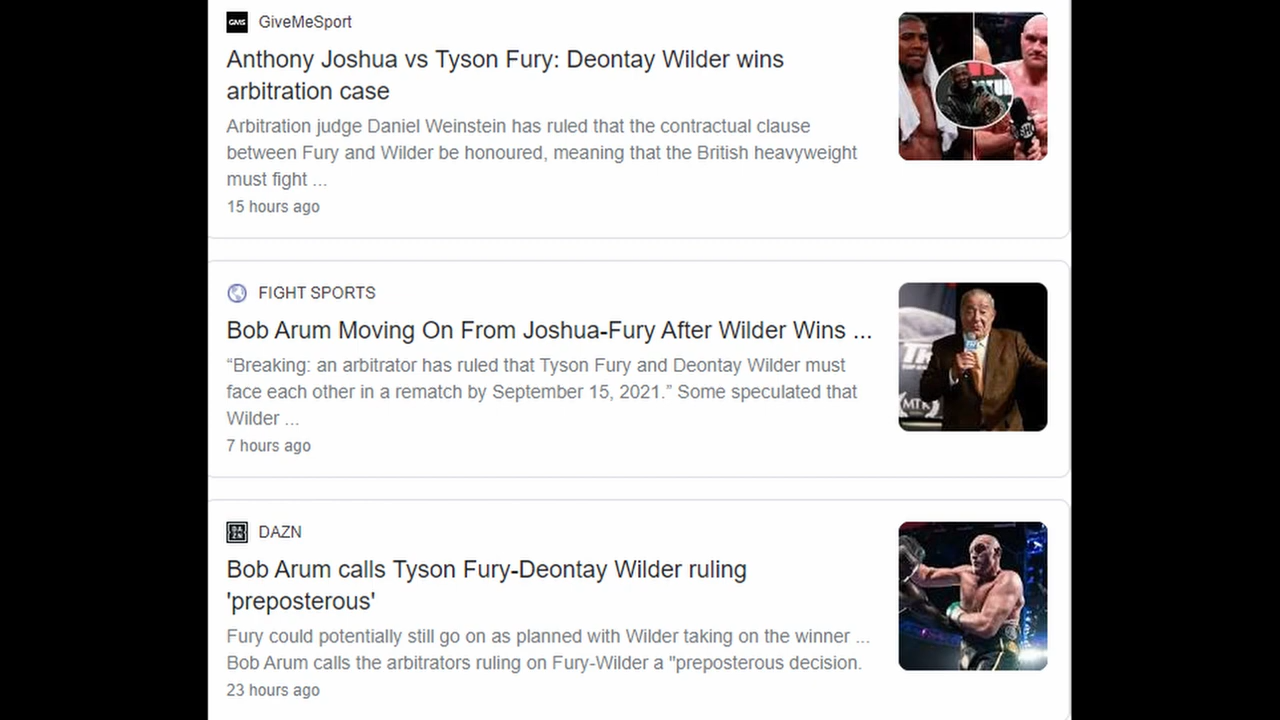 GMS GiveMeSport
Anthony Joshua vs Tyson Fury: Deontay Wilder wins
arbitration case
Arbitration judge Daniel Weinstein has ruled that the contractual clause
between Fury and Wilder be honoured, meaning that the British heavyweight
must fight ...
15 hours ago
FIGHT SPORTS
Bob Arum Moving On From Joshua-Fury After Wilder Wins ...
“Breaking: an arbitrator has ruled that Tyson Fury and Deontay Wilder must
face each other in a rematch by September 15, 2021.” Some speculated that
Wilder ...
7 hours ago
MTK
DA
ZN DAZN
Bob Arum calls Tyson Fury-Deontay Wilder ruling
'preposterous'
Fury could potentially still go on as planned with Wilder taking on the winner ...
Bob Arum calls the arbitrators ruling on Fury-Wilder a "preposterous decision.
23 hours ago